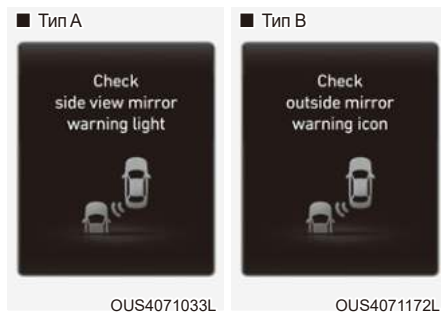 ■ Тип A
Check
side view mirror
warning light
OUS4071033L
■ Тип B
Check
outside mirror
warning icon
OUS4071172L